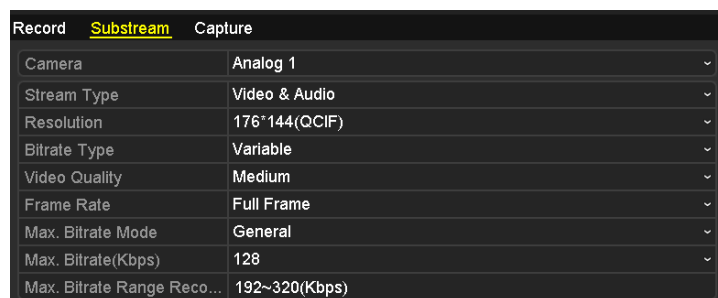 Record Substream Capture
Camera Analog 1
Stream Type Video & Audio
Resolution 176*144(QCIF)
Bitrate Type Variable
Video Quality Medium
Frame Rate Full Frame
Max. Bitrate Mode General
Max. Bitrate(Kbps) 128
Max. Bitrate Range Reco... 192~320(Kbps)